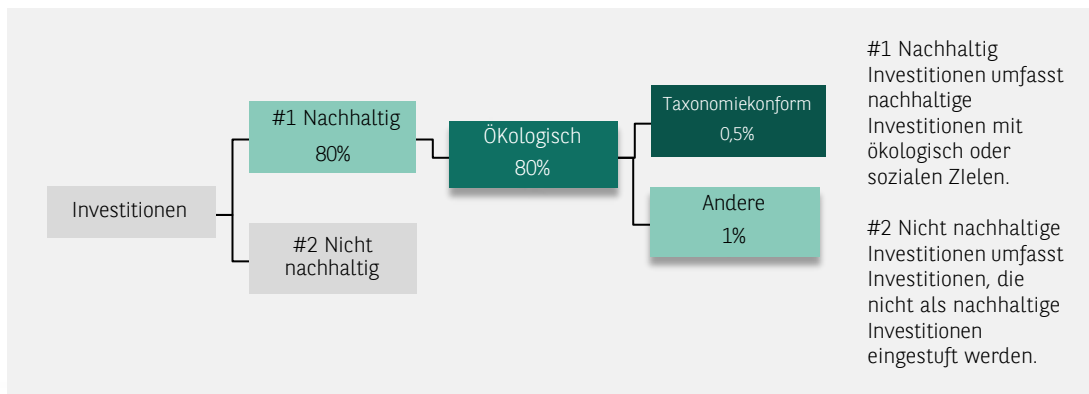 Investitionen
#1 Nachhaltig
80%
#2 Nicht
nachhaltig
ÖKologisch
80%
Taxonomiekonform
0,5%
Andere
1%
#1 Nachhaltig
Investitionen umfasst
nachhaltige
Investitionen mit
ökologisch oder
sozialen ZIelen.
#2 Nicht nachhaltige
Investitionen umfasst
Investitionen, die
nicht als nachhaltige
Investitionen
eingestuft werden.